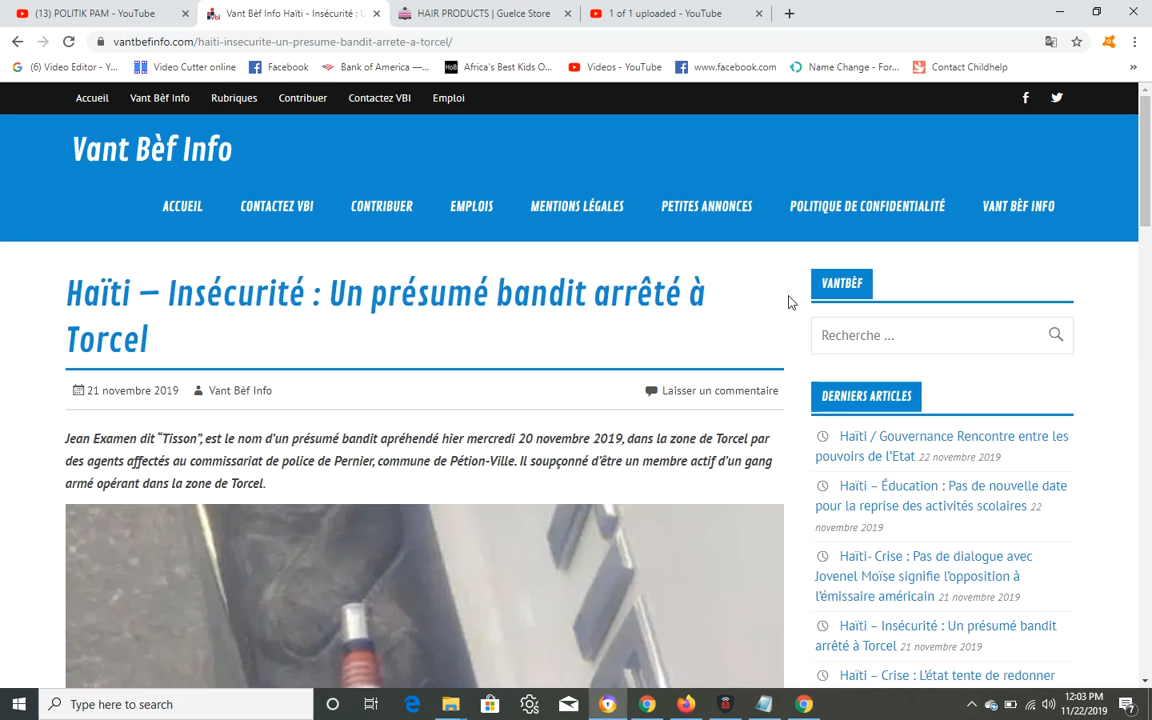 (13) POLITIK PAM - YouTube
Vant Bèf Info Haïti - Insécurité : U
HAIR PRODUCTS | Guelce Store
1 of 1 uploaded - YouTube
vantbefinfo.com/haiti-insecurite-un-presume-bandit-arrete-a-torcel/
(6) Video Editor - Y...
Video Cutter online
Facebook
Bank of America —...
Africa's Best Kids O...
Videos - YouTube
www.facebook.com
Name Change - For...
Contact Childhelp
»
Accueil Vant Bèf Info Rubriques Contribuer Contactez VBI Emploi
Vant Bèf Info
ACCUEIL CONTACTEZ VBI CONTRIBUER EMPLOIS MENTIONS LÉGALES PETITES ANNONCES POLITIQUE DE CONFIDENTIALITÉ VANT BÈF INFO
Haïti – Insécurité : Un présumé bandit arrêté à
Torcel
21 novembre 2019 Vant Bèf Info Laisser un commentaire
Jean Examen dit “Tisson”, est le nom d’un présumé bandit apréhendé hier mercredi 20 novembre 2019, dans la zone de Torcel par
des agents affectés au commissariat de police de Pernier, commune de Pétion-Ville. Il soupçonné d’être un membre actif d’un gang
armé opérant dans la zone de Torcel.
VANTBÈF
Recherche …
DERNIERS ARTICLES
Haïti / Gouvernance Rencontre entre les
pouvoirs de l’Etat 22 novembre 2019
Haïti – Éducation : Pas de nouvelle date
pour la reprise des activités scolaires 22
novembre 2019
Haïti- Crise : Pas de dialogue avec
Jovenel Moïse signifie l’opposition à
l’émissaire américain 21 novembre 2019
Haïti – Insécurité : Un présumé bandit
arrêté à Torcel 21 novembre 2019
Haïti – Crise : L’état tente de redonner
Type here to search
12:03 PM
11/22/2019
7